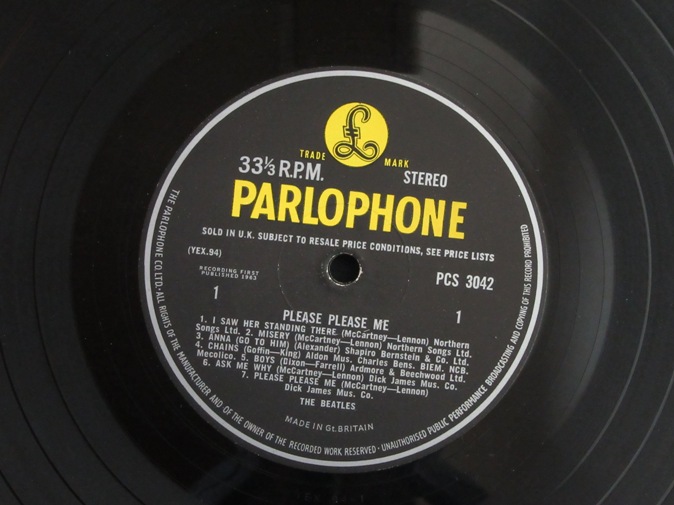 TRADE MARK
33⅓ R.P.M. STEREO
PARLOPHONE
SOLD IN U.K. SUBJECT TO RESALE PRICE CONDITIONS, SEE PRICE LISTS
(YEX.94)
RECORDING FIRST
PUBLISHED 1963
PCS 3042
1 1
PLEASE PLEASE ME
1. I SAW HER STANDING THERE (McCartney—Lennon) Northern
Songs Ltd. 2. MISERY (McCartney—Lennon) Northern Songs Ltd.
3. ANNA (GO TO HIM) (Alexander) Shapiro Bernstein & Co. Ltd.
4. CHAINS (Goffin—King) Aldon Mus. Charles Bens. BIEM. NCB.
Mecolico. 5. BOYS (Dixon—Farrell) Ardmore & Beechwood Ltd.
6. ASK ME WHY (McCartney—Lennon) Dick James Mus. Co.
7. PLEASE PLEASE ME (McCartney—Lennon)
Dick James Mus. Co.
THE BEATLES
MADE IN Gt. BRITAIN
THE PARLOPHONE CO.LTD.·ALL RIGHTS OF THE MANUFACTURER AND OF THE OWNER OF THE RECORDED WORK RESERVED·UNAUTHORISED PUBLIC PERFORMANCE BROADCASTING AND COPYING OF THIS RECORD PROHIBITED